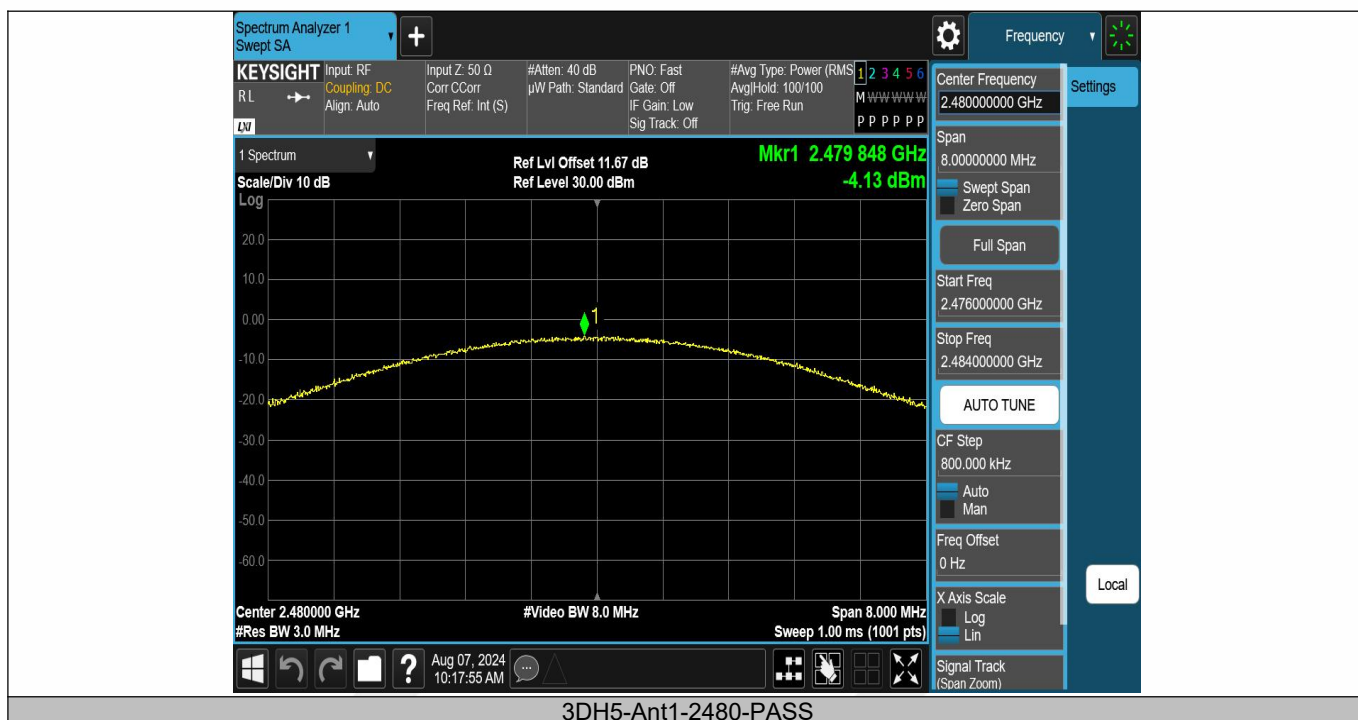 Spectrum Analyzer 1
Swept SA
+
Frequency
KEYSIGHT
RL
LXI
Input: RF
Coupling: DC
Align: Auto
Input Z: 50 Ω
Corr CCorr
Freq Ref: Int (S)
#Atten: 40 dB
µW Path: Standard
PNO: Fast
Gate: Off
IF Gain: Low
Sig Track: Off
#Avg Type: Power (RMS
Avg|Hold: 100/100
Trig: Free Run
1 2 3 4 5 6
M W W W W W
P P P P P P
1 Spectrum
Scale/Div 10 dB
Log
Ref Lvl Offset 11.67 dB
Ref Level 30.00 dBm
Mkr1 2.479 848 GHz
-4.13 dBm
20.0
10.0
0.00
1
-10.0
-20.0
-30.0
-40.0
-50.0
-60.0
Center 2.480000 GHz
#Res BW 3.0 MHz
#Video BW 8.0 MHz
Span 8.000 MHz
Sweep 1.00 ms (1001 pts)
Center Frequency
2.480000000 GHz
Settings
Span
8.00000000 MHz
Swept Span
Zero Span
Full Span
Start Freq
2.476000000 GHz
Stop Freq
2.484000000 GHz
AUTO TUNE
CF Step
800.000 kHz
Auto
Man
Freq Offset
0 Hz
X Axis Scale
Log
Lin
Signal Track
(Span Zoom)
Local
?
Aug 07, 2024
10:17:55 AM
3DH5-Ant1-2480-PASS